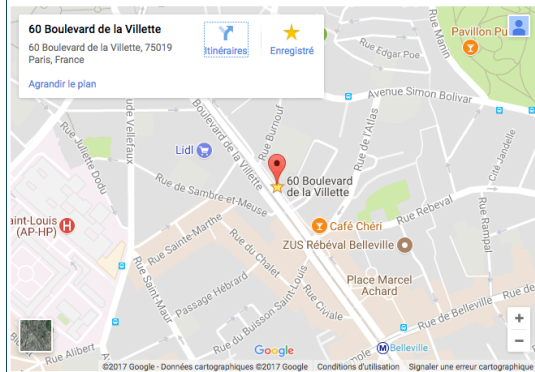 60 Boulevard de la Villette
60 Boulevard de la Villette, 75019
Paris, France
Itinéraires
Enregistré
Agrandir le plan
Pavillon Pu
Rue Manin
Rue Edgar Poe
Avenue Simon Bolivar
Rue Burnouf
Rue de l'Atlas
Cité Jandelle
ude Vellefaux
Boulevard de la Villette
Rue Juliette Dodu
Lidl
60 Boulevard
de la Villette
Rue de Sambre-et-Meuse
Rue Rebeval
Rue Rampal
aint-Louis
(AP-HP)
H
Café Chéri
Rue Sainte-Marthe
Rue du Chalet
ZUS Rébéval Belleville
Rue Saint-Maur
Passage Hébrard
Place Marcel
Achard
Rue Civiale
Rue du Buisson Saint-Louis
Rue de Belleville
Rue de
+
−
Rue Alibert
Google
M Belleville
©2017 Google - Données cartographiques ©2017 Google
Conditions d'utilisation
Signaler une erreur cartographique